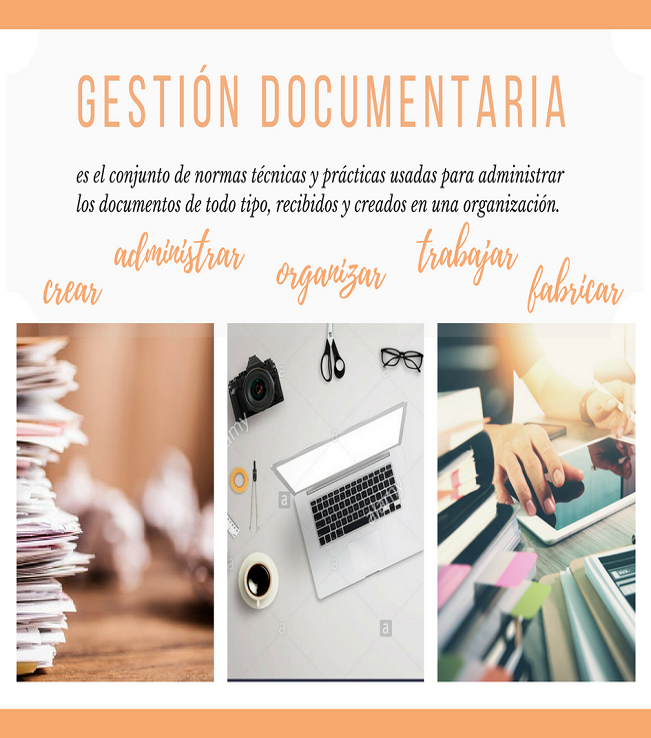 GESTIÓN DOCUMENTARIA
es el conjunto de normas técnicas y prácticas usadas para administrar
los documentos de todo tipo, recibidos y creados en una organización.
crear administrar organizar trabajar fabricar
a
a